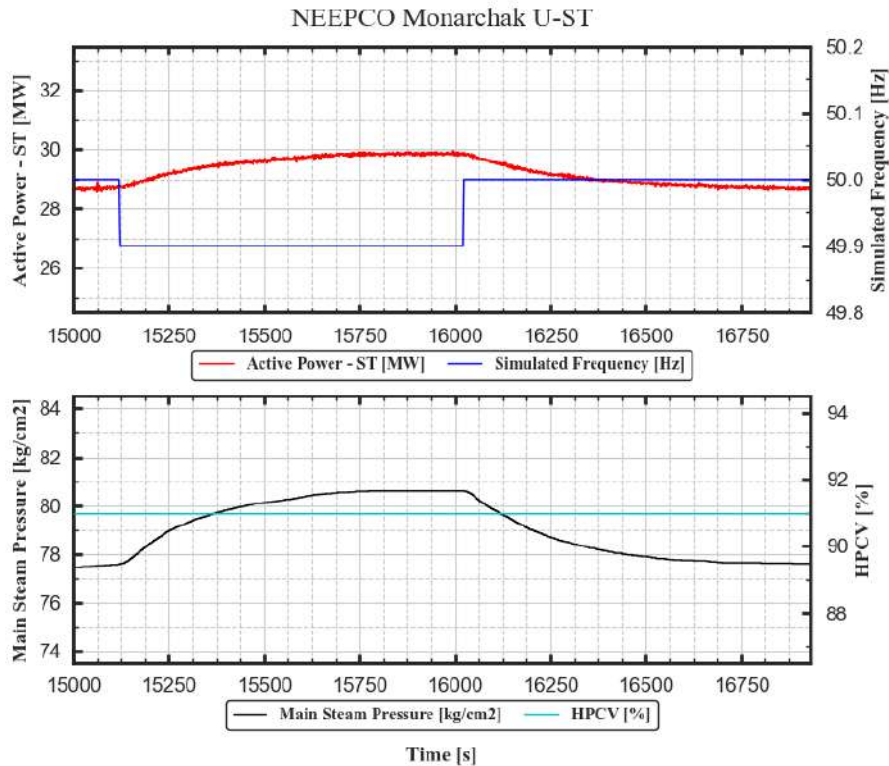 NEEPCO Monarchak U-ST
Active Power - ST [MW]
32
30
28
26
50.2
50.1
50.0
49.9
49.8
Simulated Frequency [Hz]
15000 15250 15500 15750 16000 16250 16500 16750
Active Power - ST [MW] Simulated Frequency [Hz]
Main Steam Pressure [kg/cm2]
84
82
80
78
76
74
94
92
90
88
HPCV [%]
15000 15250 15500 15750 16000 16250 16500 16750
Main Steam Pressure [kg/cm2] HPCV [%]
Time [s]